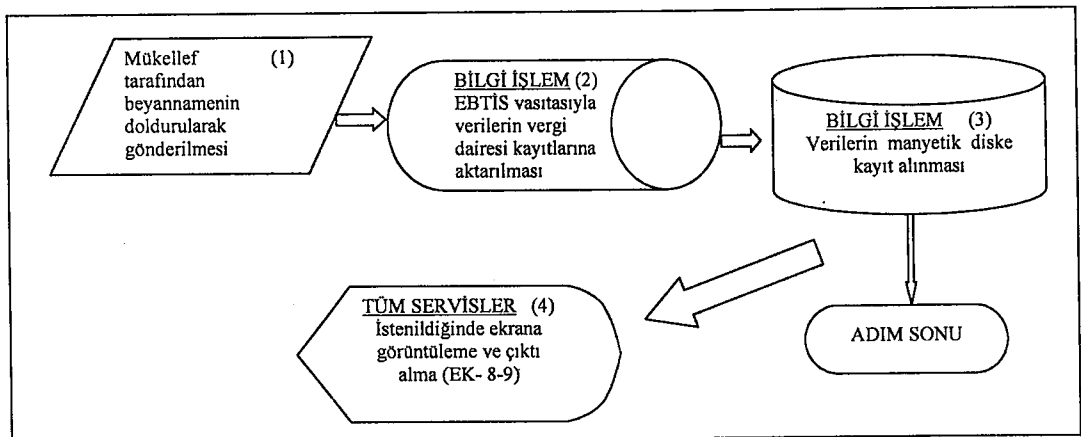 Mükellef (1)
tarafından
beyannamenin
doldurularak
gönderilmesi
BİLGİ İŞLEM (2)
EBTİS vasıtasıyla
verilerin vergi
dairesi kayıtlarına
aktarılması
BİLGİ İŞLEM (3)
Verilerin manyetik diske
kayıt alınması
TÜM SERVİSLER (4)
İstenildiğinde ekrana
görüntüleme ve çıktı
alma (EK- 8-9)
ADIM SONU